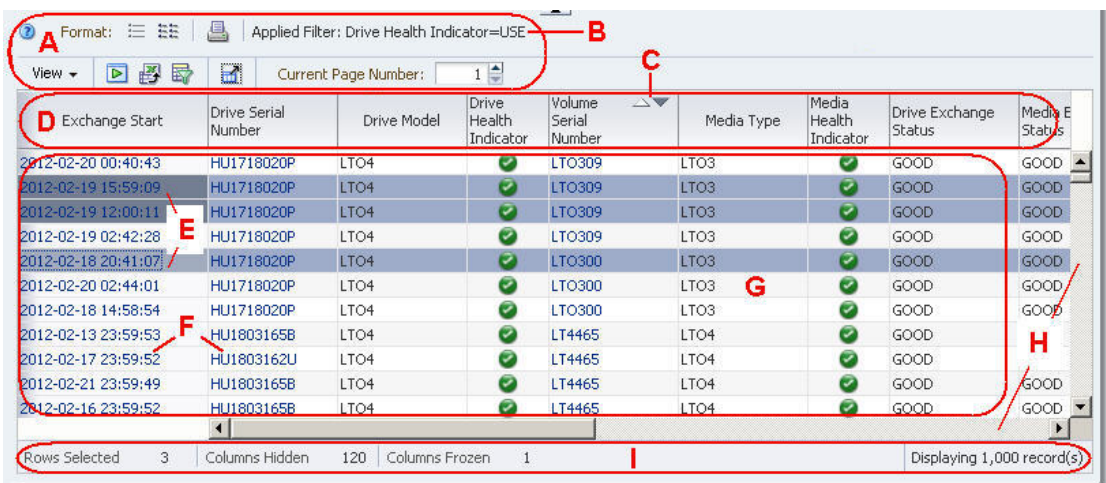 Format: Applied Filter: Drive Health Indicator=USE B
A
View Current Page Number: 1
C
D Exchange Start Drive Serial Number Drive Model Drive Health Indicator Volume Serial Number Media Type Media Health Indicator Drive Exchange Status Media E Status
2012-02-20 00:40:43 HU1718020P LTO4 LTO309 LTO3 GOOD GOOD
2012-02-19 15:59:09 HU1718020P LTO4 LTO309 LTO3 GOOD GOOD
2012-02-19 12:00:11 HU1718020P LTO4 LTO309 LTO3 GOOD GOOD
E
2012-02-19 02:42:28 HU1718020P LTO4 LTO309 LTO3 GOOD GOOD
2012-02-18 20:41:07 HU1718020P LTO4 LTO300 LTO3 GOOD GOOD
2012-02-20 02:44:01 HU1718020P LTO4 LTO300 LTO3 G GOOD GOOD
2012-02-18 14:58:54 HU1718020P LTO4 LTO300 LTO3 GOOD GOOD
F
2012-02-13 23:59:53 HU1803165B LTO4 LT4465 LTO4 GOOD
H
2012-02-17 23:59:52 HU1803162U LTO4 LT4465 LTO4 GOOD
2012-02-21 23:59:49 HU1803165B LTO4 LT4465 LTO4 GOOD GOOD
2012-02-16 23:59:52 HU1803165B LTO4 LT4465 LTO4 GOOD GOOD
Rows Selected 3 Columns Hidden 120 Columns Frozen 1 I Displaying 1,000 record(s)